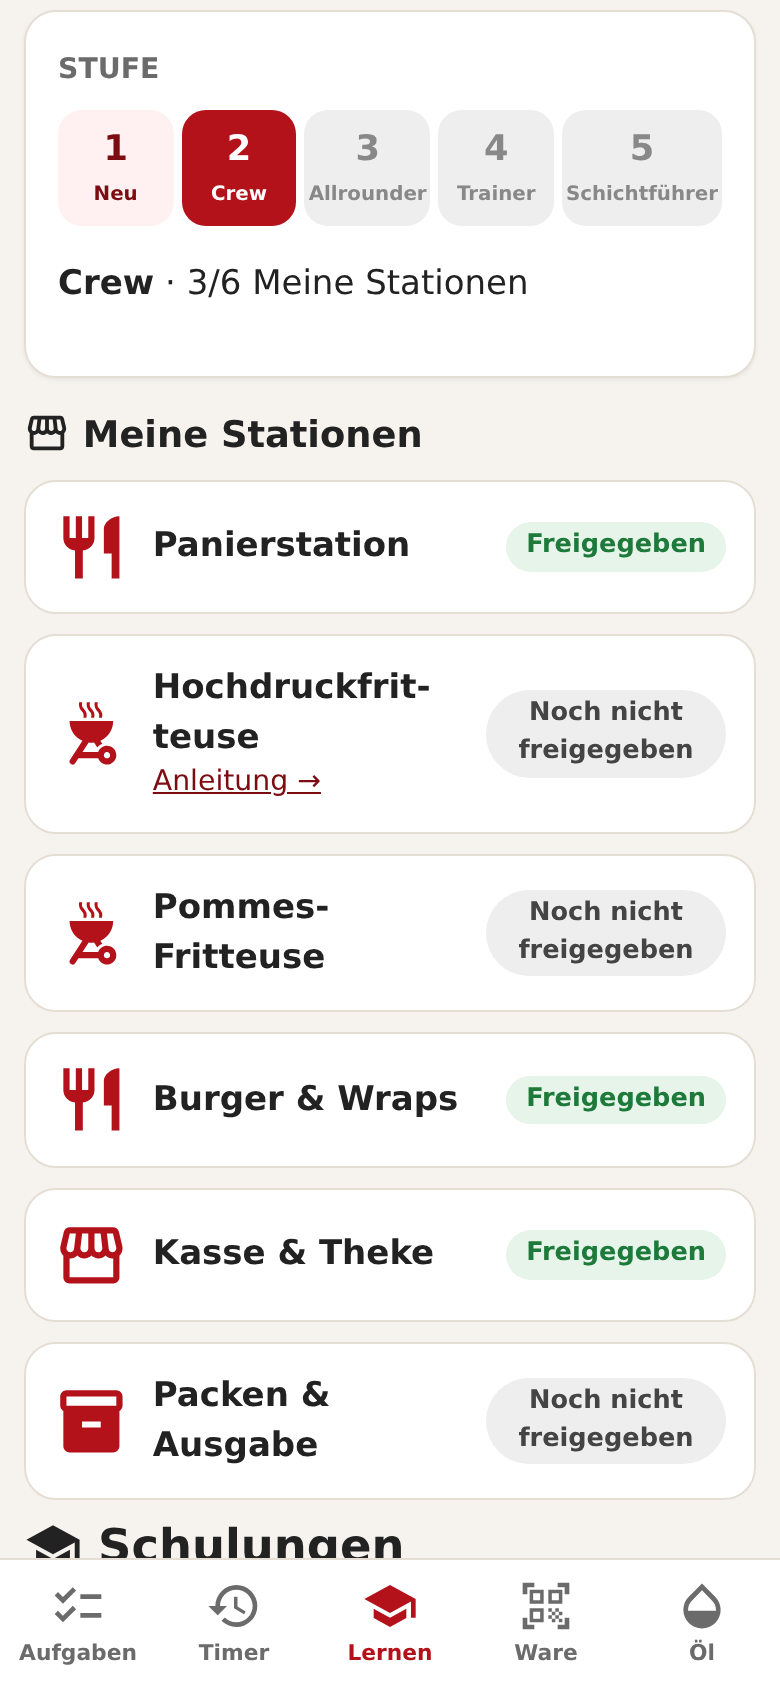 STUFE
1
Neu
2
Crew
3
Allrounder
4
Trainer
5
Schichtführer
Crew · 3/6 Meine Stationen
Meine Stationen
Panierstation
Freigegeben
Hochdruckfrit-
teuse
Anleitung →
Noch nicht
freigegeben
Pommes-
Fritteuse
Noch nicht
freigegeben
Burger & Wraps
Freigegeben
Kasse & Theke
Freigegeben
Packen &
Ausgabe
Noch nicht
freigegeben
Schulungen
Aufgaben
Timer
Lernen
Ware
Öl